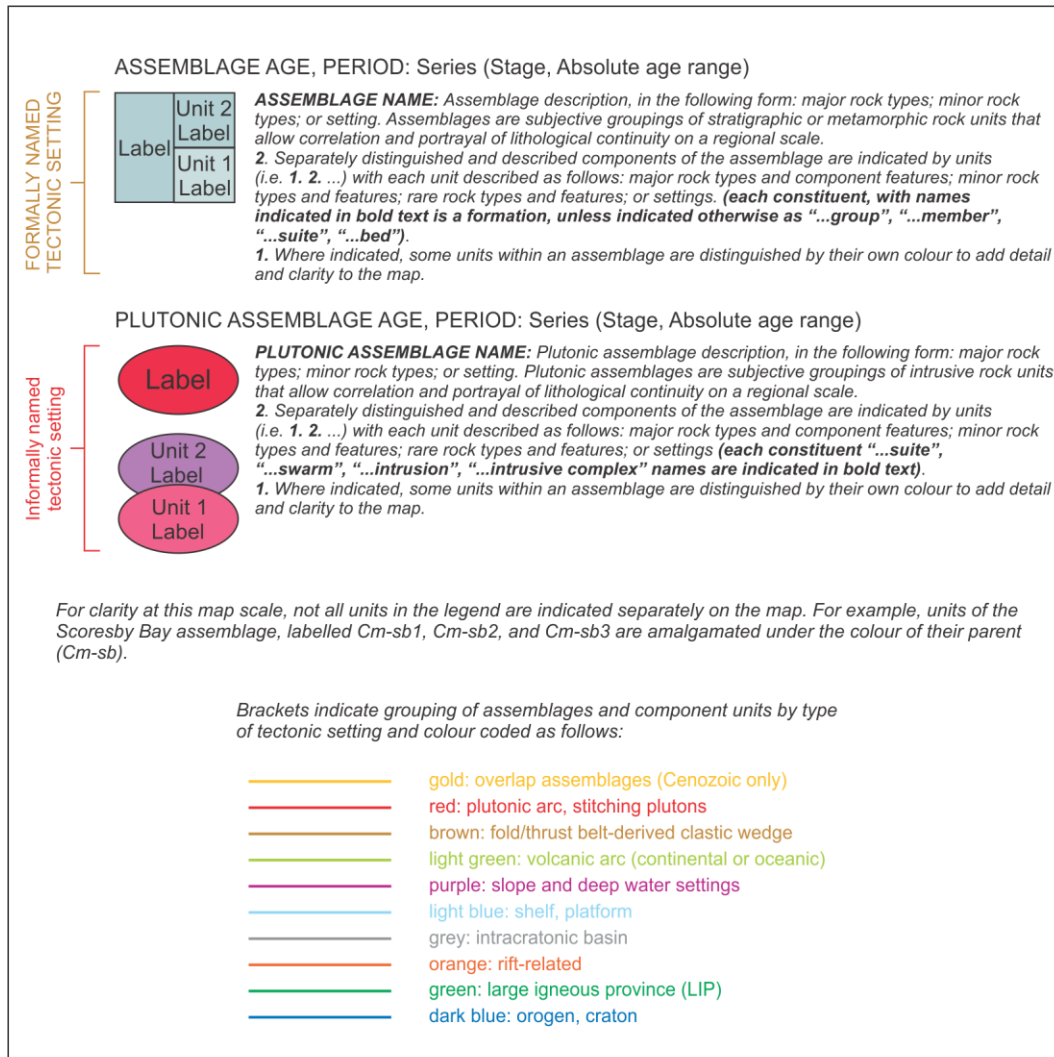 ASSEMBLAGE AGE, PERIOD: Series (Stage, Absolute age range)
FORMALLY NAMED
TECTONIC SETTING
Label
Unit 2
Label
Unit 1
Label
ASSEMBLAGE NAME: Assemblage description, in the following form: major rock types; minor rock
types; or setting. Assemblages are subjective groupings of stratigraphic or metamorphic rock units that
allow correlation and portrayal of lithological continuity on a regional scale.
2. Separately distinguished and described components of the assemblage are indicated by units
(i.e. 1. 2. ...) with each unit described as follows: major rock types and component features; minor rock
types and features; rare rock types and features; or settings. (each constituent, with names
indicated in bold text is a formation, unless indicated otherwise as “...group”, “...member”,
“...suite”, “...bed”).
1. Where indicated, some units within an assemblage are distinguished by their own colour to add detail
and clarity to the map.
PLUTONIC ASSEMBLAGE AGE, PERIOD: Series (Stage, Absolute age range)
Informally named
tectonic setting
Label
Unit 2
Label
Unit 1
Label
PLUTONIC ASSEMBLAGE NAME: Plutonic assemblage description, in the following form: major rock
types; minor rock types; or setting. Plutonic assemblages are subjective groupings of intrusive rock units
that allow correlation and portrayal of lithological continuity on a regional scale.
2. Separately distinguished and described components of the assemblage are indicated by units
(i.e. 1. 2. ...) with each unit described as follows: major rock types and component features; minor rock
types and features; rare rock types and features; or settings (each constituent “...suite”,
“...swarm”, “...intrusion”, “...intrusive complex” names are indicated in bold text).
1. Where indicated, some units within an assemblage are distinguished by their own colour to add detail
and clarity to the map.
For clarity at this map scale, not all units in the legend are indicated separately on the map. For example, units of the
Scoresby Bay assemblage, labelled Cm-sb1, Cm-sb2, and Cm-sb3 are amalgamated under the colour of their parent
(Cm-sb).
Brackets indicate grouping of assemblages and component units by type
of tectonic setting and colour coded as follows:
gold: overlap assemblages (Cenozoic only)
red: plutonic arc, stitching plutons
brown: fold/thrust belt-derived clastic wedge
light green: volcanic arc (continental or oceanic)
purple: slope and deep water settings
light blue: shelf, platform
grey: intracratonic basin
orange: rift-related
green: large igneous province (LIP)
dark blue: orogen, craton